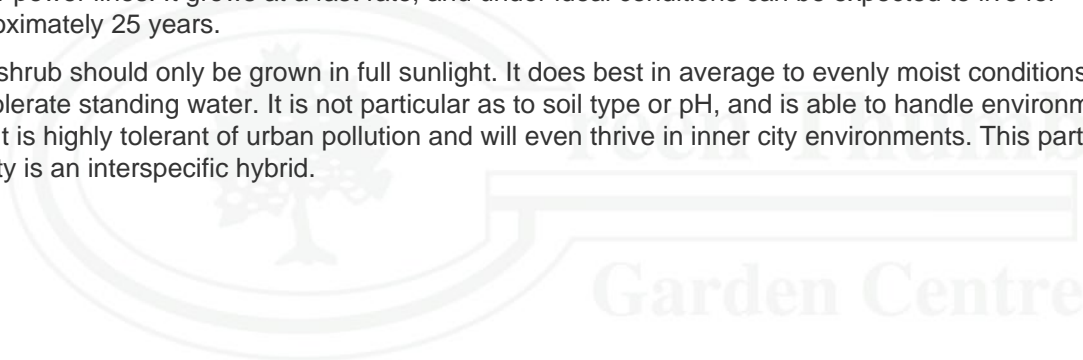 power lines. It grows at a fast rate, and under ideal conditions can be expected to live for
oximately 25 years.
shrub should only be grown in full sunlight. It does best in average to evenly moist conditions
olerate standing water. It is not particular as to soil type or pH, and is able to handle environm
t is highly tolerant of urban pollution and will even thrive in inner city environments. This part
ty is an interspecific hybrid.
reen Thumb
Garden Centre